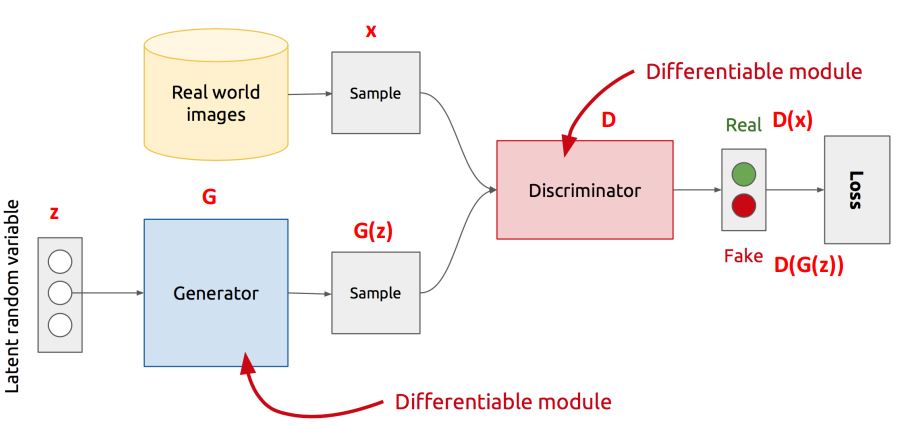 x
Real world
images
Sample
Differentiable module
D
Real
D(x)
Discriminator
Loss
Fake
D(G(z))
Latent random variable
z
G
Generator
G(z)
Sample
Differentiable module